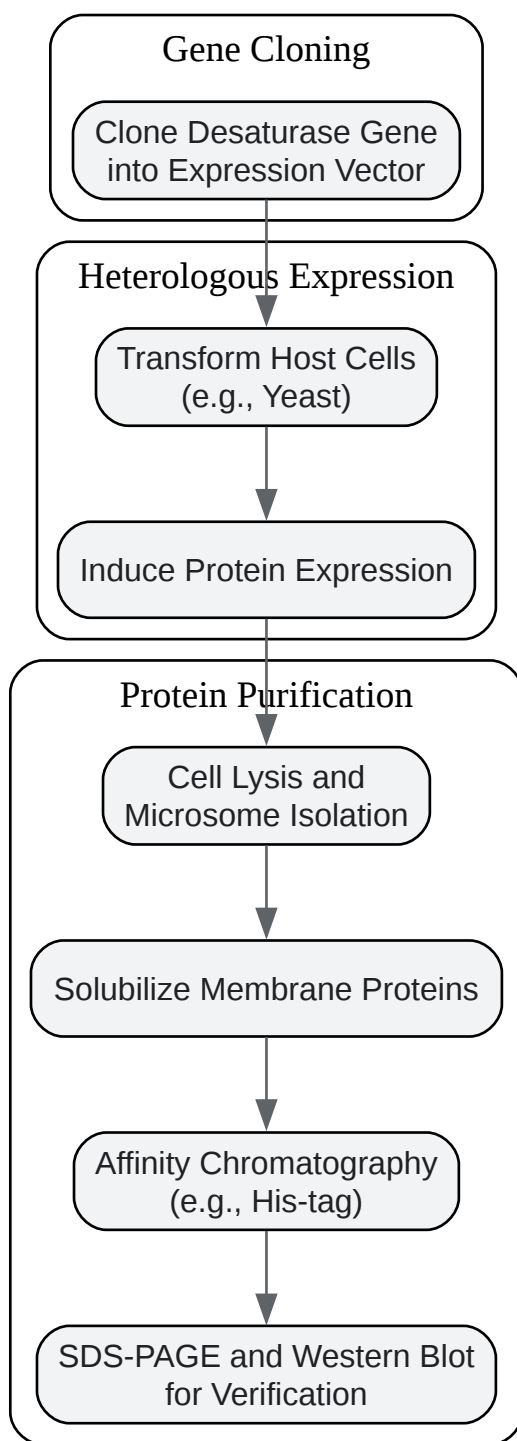 Gene Cloning
Clone Desaturase Gene
into Expression Vector
Heterologous Expression
Transform Host Cells
(e.g., Yeast)
Induce Protein Expression
Protein Purification
Cell Lysis and
Microsome Isolation
Solubilize Membrane Proteins
Affinity Chromatography
(e.g., His-tag)
SDS-PAGE and Western Blot
for Verification